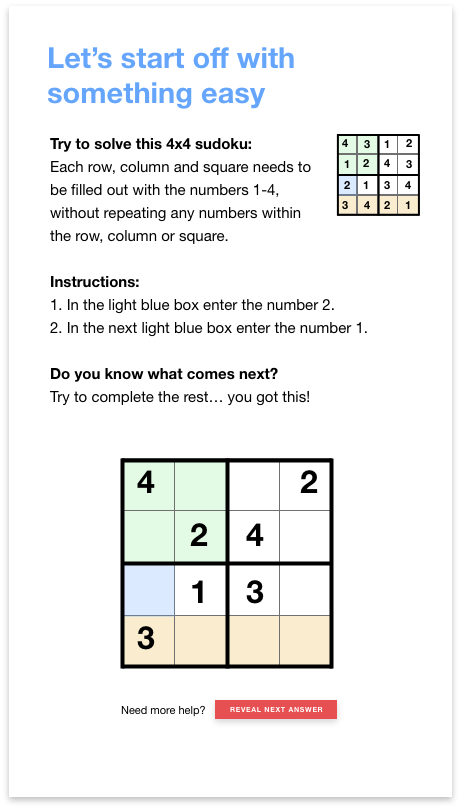 Let’s start off with
something easy
Try to solve this 4x4 sudoku:
Each row, column and square needs to
be filled out with the numbers 1-4,
without repeating any numbers within
the row, column or square.
4 3 1 2
1 2 4 3
2 1 3 4
3 4 2 1
Instructions:
1. In the light blue box enter the number 2.
2. In the next light blue box enter the number 1.
Do you know what comes next?
Try to complete the rest… you got this!
4 2
2 4
1 3
3
Need more help? REVEAL NEXT ANSWER